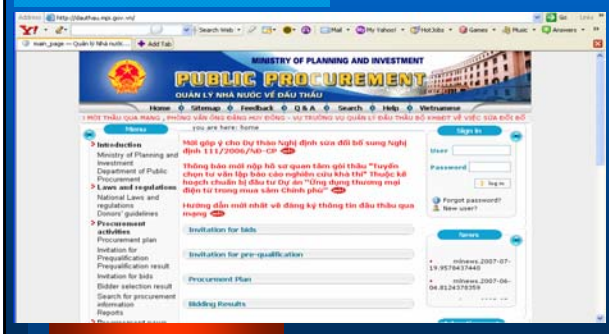 Address http://dauthau.mpi.gov.vn/ Go Links
Y! Search Web Mail My Yahoo! HotJobs Games Music Answers
main_page — Quản lý Nhà nước... Add Tab
MINISTRY OF PLANNING AND INVESTMENT
PUBLIC PROCUREMENT
QUẢN LÝ NHÀ NƯỚC VỀ ĐẤU THẦU
Home Sitemap Feedback Q & A Search Help Vietnamese
Menu
you are here: home
Introduction
Ministry of Planning and
Investment
Department of Public
Procurement
Laws and regulations
National Laws and
regulations
Donors' guidelines
Procurement
activities
Procurement plan
Invitation for
Prequalification
Prequalification result
Invitation for bids
Bidder selection result
Search for procurement
information
Reports
Mời góp ý cho Dự thảo Nghị định sửa đổi bổ sung Nghị
định 111/2006/NĐ-CP
Thông báo mời nộp hồ sơ quan tâm gói thầu "Tuyển
chọn tư vấn lập báo cáo nghiên cứu khả thi" Thuộc kế
hoạch chuẩn bị đầu tư Dự án "Ứng dụng thương mại
điện tử trong mua sắm Chính phủ"
Hướng dẫn mới nhất về đăng ký thông tin đấu thầu qua
mạng
Invitation for bids
Invitation for pre-qualification
Procurment Plan
Bidding Results
Sign in
User
Password
log in
Forgot password?
New user?
News
mlnews.2007-07-
19.9576437440
mlnews.2007-06-
04.8124378359